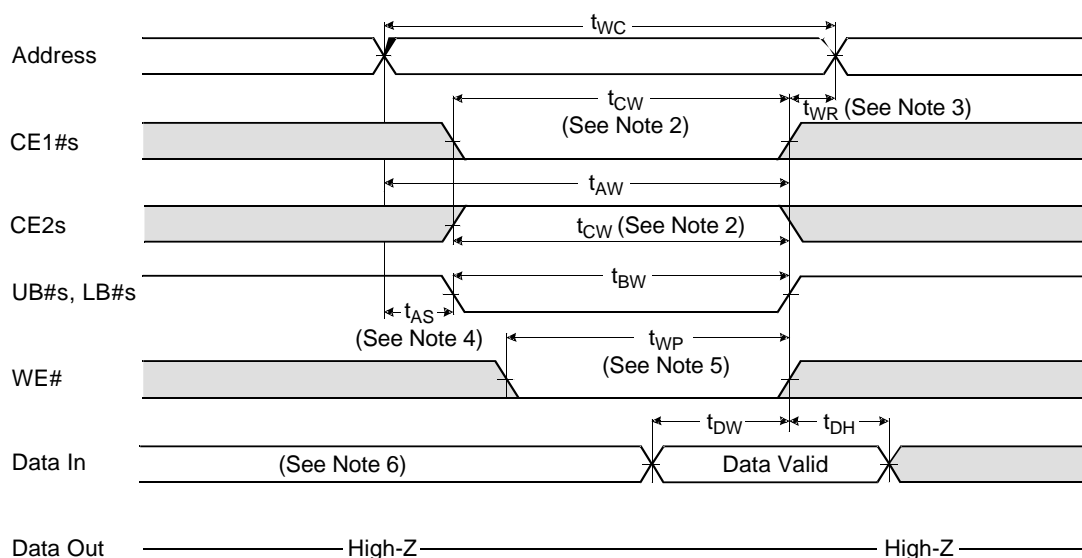 tWC
Address
tCW
(See Note 2)
tWR (See Note 3)
CE1#s
tAW
CE2s
tCW (See Note 2)
UB#s, LB#s
tBW
tAS
(See Note 4)
tWP
(See Note 5)
WE#
tDW
tDH
Data In
(See Note 6)
Data Valid
Data Out
High-Z
High-Z